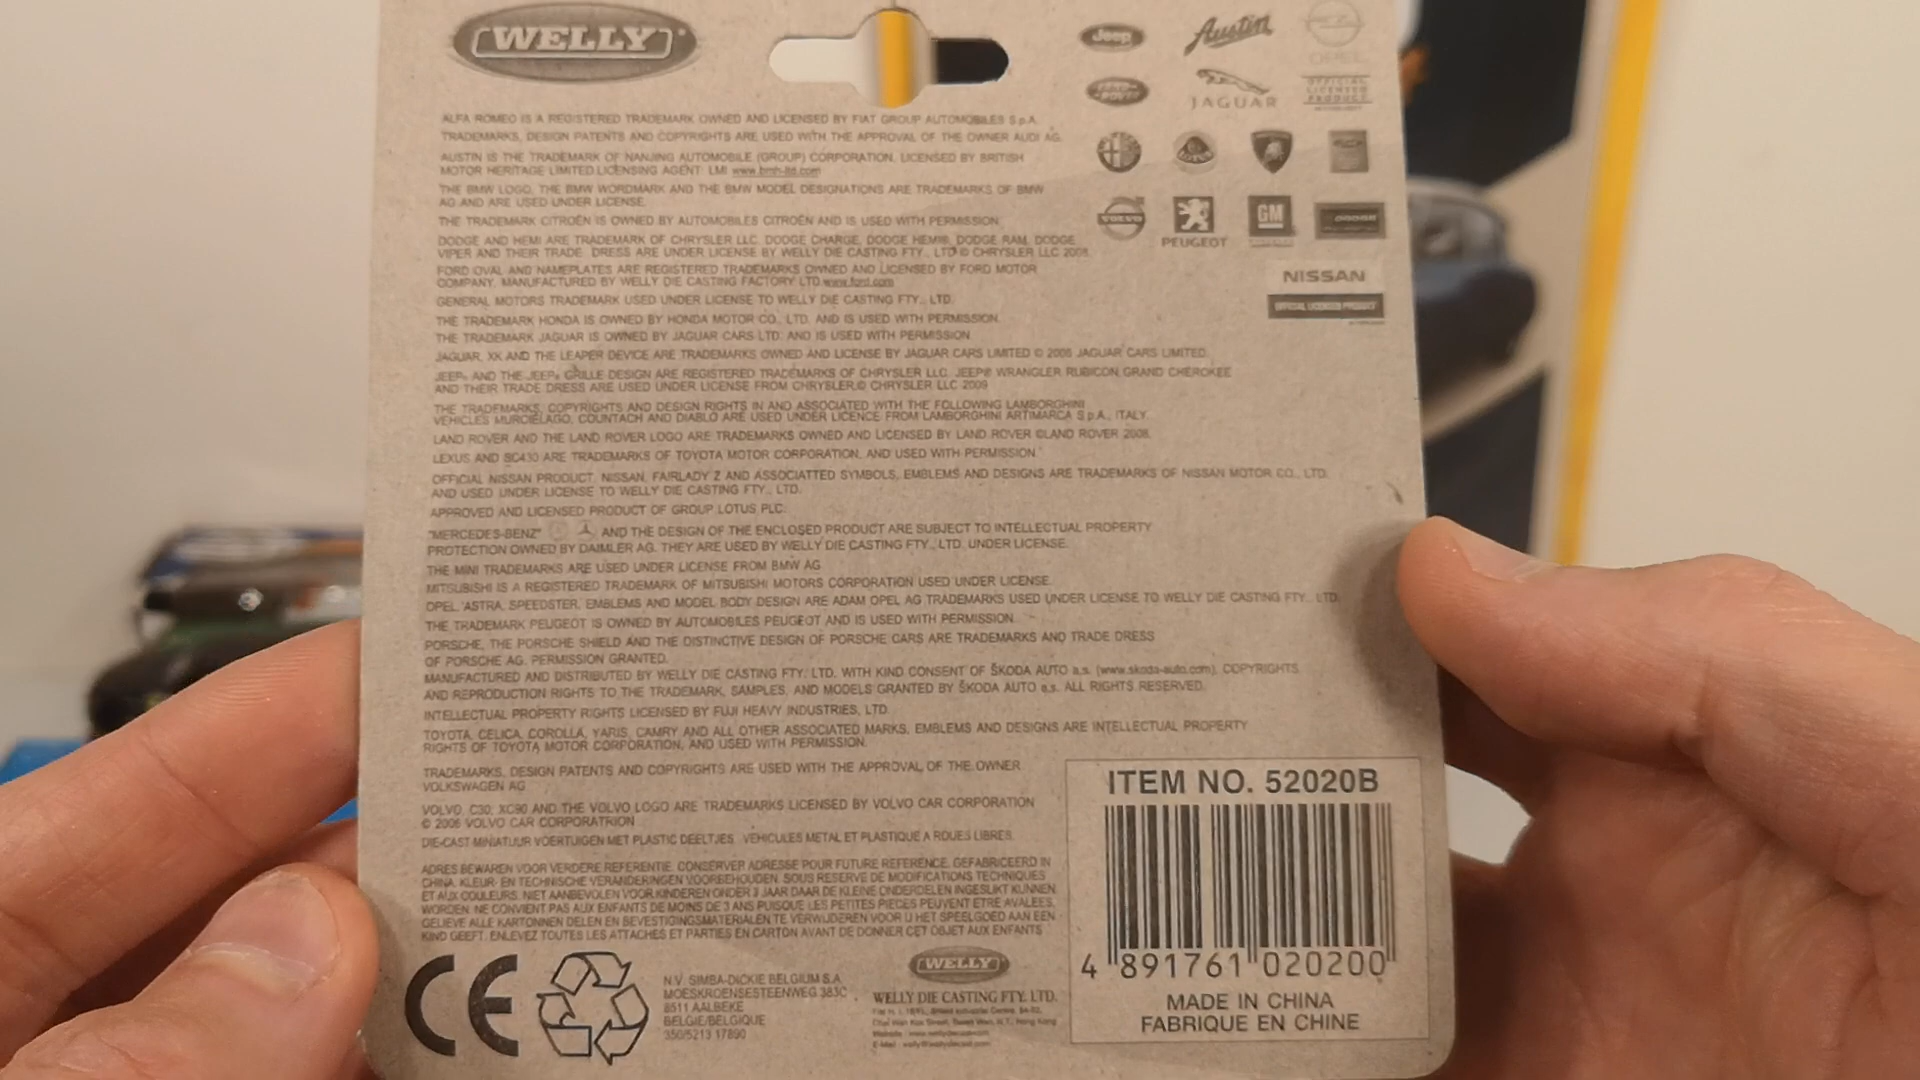 WELLY
Jeep
Austin
OPEL
LAND ROVER
JAGUAR
OFFICIAL
LICENSED
PRODUCT
LOTUS
VOLVO
PEUGEOT
GM
DODGE
NISSAN
OFFICIAL LICENSED PRODUCT
ALFA ROMEO IS A REGISTERED TRADEMARK OWNED AND LICENSED BY FIAT GROUP AUTOMOBILES S.p.A.
TRADEMARKS, DESIGN PATENTS AND COPYRIGHTS ARE USED WITH THE APPROVAL OF THE OWNER AUDI AG.
AUSTIN IS THE TRADEMARK OF NANJING AUTOMOBILE (GROUP) CORPORATION, LICENSED BY BRITISH
MOTOR HERITAGE LIMITED LICENSING AGENT: LMI www.bmh-ltd.com
THE BMW LOGO, THE BMW WORDMARK AND THE BMW MODEL DESIGNATIONS ARE TRADEMARKS OF BMW
AG AND ARE USED UNDER LICENSE.
THE TRADEMARK CITROËN IS OWNED BY AUTOMOBILES CITROËN AND IS USED WITH PERMISSION.
DODGE AND HEMI ARE TRADEMARK OF CHRYSLER LLC. DODGE CHARGE, DODGE HEMI®, DODGE RAM, DODGE
VIPER AND THEIR TRADE DRESS ARE USED UNDER LICENSE BY WELLY DIE CASTING FTY., LTD © CHRYSLER LLC 2008.
FORD OVAL AND NAMEPLATES ARE REGISTERED TRADEMARKS OWNED AND LICENSED BY FORD MOTOR
COMPANY. MANUFACTURED BY WELLY DIE CASTING FACTORY LTD.www.ford.com
GENERAL MOTORS TRADEMARK USED UNDER LICENSE TO WELLY DIE CASTING FTY., LTD.
THE TRADEMARK HONDA IS OWNED BY HONDA MOTOR CO., LTD. AND IS USED WITH PERMISSION.
THE TRADEMARK JAGUAR IS OWNED BY JAGUAR CARS LTD. AND IS USED WITH PERMISSION.
JAGUAR, XK AND THE LEAPER DEVICE ARE TRADEMARKS OWNED AND LICENSE BY JAGUAR CARS LIMITED © 2006 JAGUAR CARS LIMITED.
JEEP® AND THE JEEP® GRILLE DESIGN ARE REGISTERED TRADEMARKS OF CHRYSLER LLC. JEEP® WRANGLER RUBICON,GRAND CHEROKEE
AND THEIR TRADE DRESS ARE USED UNDER LICENSE FROM CHRYSLER.© CHRYSLER LLC 2009
THE TRADEMARKS, COPYRIGHTS AND DESIGN RIGHTS IN AND ASSOCIATED WITH THE FOLLOWING LAMBORGHINI
VEHICLES MURCIÉLAGO, COUNTACH AND DIABLO ARE USED UNDER LICENCE FROM LAMBORGHINI ARTIMARCA S.p.A., ITALY.
LAND ROVER AND THE LAND ROVER LOGO ARE TRADEMARKS OWNED AND LICENSED BY LAND ROVER ©LAND ROVER 2006.
LEXUS AND SC430 ARE TRADEMARKS OF TOYOTA MOTOR CORPORATION, AND USED WITH PERMISSION.
OFFICIAL NISSAN PRODUCT. NISSAN, FAIRLADY Z AND ASSOCIATTED SYMBOLS, EMBLEMS AND DESIGNS ARE TRADEMARKS OF NISSAN MOTOR CO., LTD.
AND USED UNDER LICENSE TO WELLY DIE CASTING FTY., LTD.
APPROVED AND LICENSED PRODUCT OF GROUP LOTUS PLC.
"MERCEDES-BENZ" AND THE DESIGN OF THE ENCLOSED PRODUCT ARE SUBJECT TO INTELLECTUAL PROPERTY
PROTECTION OWNED BY DAIMLER AG. THEY ARE USED BY WELLY DIE CASTING FTY., LTD. UNDER LICENSE.
THE MINI TRADEMARKS ARE USED UNDER LICENSE FROM BMW AG
MITSUBISHI IS A REGISTERED TRADEMARK OF MITSUBISHI MOTORS CORPORATION USED UNDER LICENSE.
OPEL, ASTRA, SPEEDSTER, EMBLEMS AND MODEL BODY DESIGN ARE ADAM OPEL AG TRADEMARKS USED UNDER LICENSE TO WELLY DIE CASTING FTY., LTD.
THE TRADEMARK PEUGEOT IS OWNED BY AUTOMOBILES PEUGEOT AND IS USED WITH PERMISSION.
PORSCHE, THE PORSCHE SHIELD AND THE DISTINCTIVE DESIGN OF PORSCHE CARS ARE TRADEMARKS AND TRADE DRESS
OF PORSCHE AG. PERMISSION GRANTED.
MANUFACTURED AND DISTRIBUTED BY WELLY DIE CASTING FTY. LTD. WITH KIND CONSENT OF ŠKODA AUTO a.s. (www.skoda-auto.com). COPYRIGHTS
AND REPRODUCTION RIGHTS TO THE TRADEMARK, SAMPLES, AND MODELS GRANTED BY ŠKODA AUTO a.s. ALL RIGHTS RESERVED.
INTELLECTUAL PROPERTY RIGHTS LICENSED BY FUJI HEAVY INDUSTRIES, LTD
TOYOTA, CELICA, COROLLA, YARIS, CAMRY AND ALL OTHER ASSOCIATED MARKS, EMBLEMS AND DESIGNS ARE INTELLECTUAL PROPERTY
RIGHTS OF TOYOTA MOTOR CORPORATION, AND USED WITH PERMISSION.
TRADEMARKS, DESIGN PATENTS AND COPYRIGHTS ARE USED WITH THE APPROVAL OF THE OWNER
VOLKSWAGEN AG
VOLVO, C30, XC90 AND THE VOLVO LOGO ARE TRADEMARKS LICENSED BY VOLVO CAR CORPORATION
© 2006 VOLVO CAR CORPORATRION
DIE-CAST MINIATUUR VOERTUIGEN MET PLASTIC DEELTJES. VEHICULES METAL ET PLASTIQUE A ROUES LIBRES.
ADRES BEWAREN VOOR VERDERE REFERENTIE. CONSERVER ADRESSE POUR FUTURE REFERENCE. GEFABRICEERD IN
CHINA. KLEUR- EN TECHNISCHE VERANDERINGEN VOORBEHOUDEN. SOUS RESERVE DE MODIFICATIONS TECHNIQUES
ET AUX COULEURS. NIET AANBEVOLEN VOOR KINDEREN ONDER 3 JAAR DAAR DE KLEINE ONDERDELEN INGESLIKT KUNNEN
WORDEN. NE CONVIENT PAS AUX ENFANTS DE MOINS DE 3 ANS PUISQUE LES PETITES PIECES PEUVENT ETRE AVALEES.
GELIEVE ALLE KARTONNEN DELEN EN BEVESTIGINGSMATERIALEN TE VERWIJDEREN VOOR U HET SPEELGOED AAN EEN
KIND GEEFT. ENLEVEZ TOUTES LES ATTACHES ET PARTIES EN CARTON AVANT DE DONNER CET OBJET AUX ENFANTS
ITEM NO. 52020B
4 891761 020200
MADE IN CHINA
FABRIQUE EN CHINE
CE
N.V. SIMBA-DICKIE BELGIUM S.A.
MOESKROENSESTEENWEG 383C
8511 AALBEKE
BELGIE/BELGIQUE
350/5213 17890
WELLY
WELLY DIE CASTING FTY. LTD.